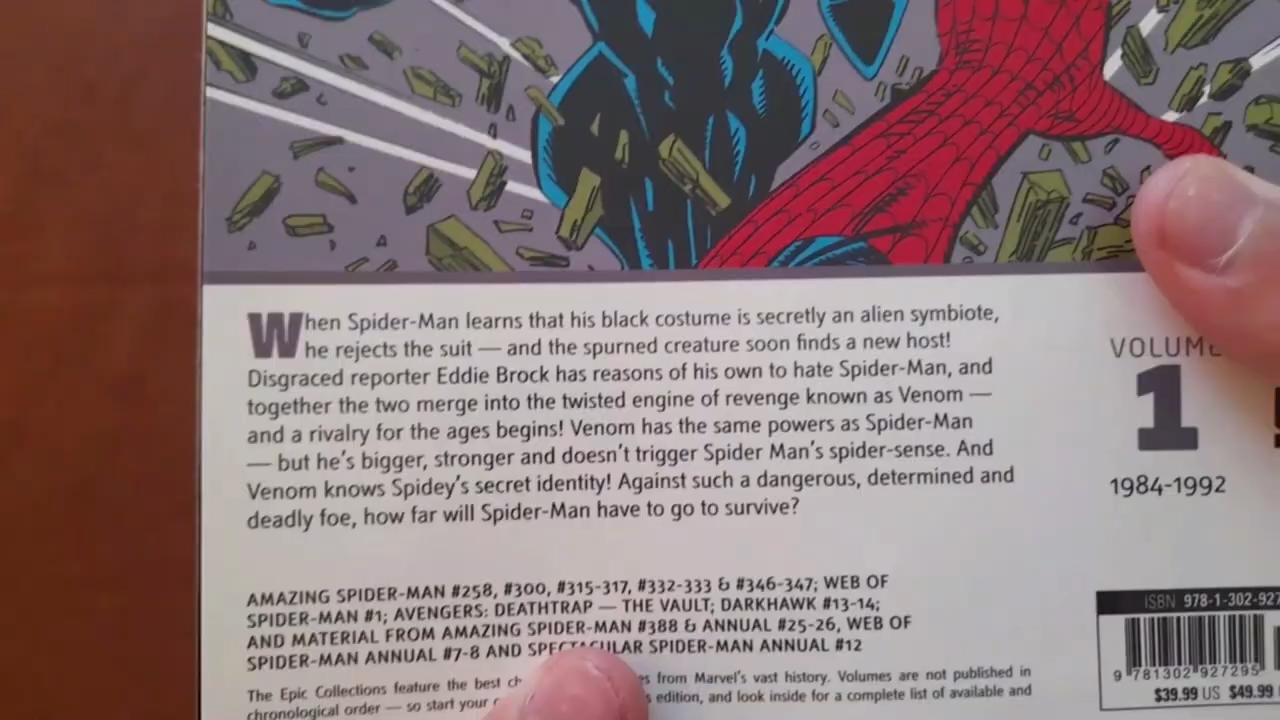 When Spider-Man learns that his black costume is secretly an alien symbiote,
he rejects the suit — and the spurned creature soon finds a new host!
Disgraced reporter Eddie Brock has reasons of his own to hate Spider-Man, and
together the two merge into the twisted engine of revenge known as Venom —
and a rivalry for the ages begins! Venom has the same powers as Spider-Man
— but he's bigger, stronger and doesn't trigger Spider Man's spider-sense. And
Venom knows Spidey's secret identity! Against such a dangerous, determined and
deadly foe, how far will Spider-Man have to go to survive?
AMAZING SPIDER-MAN #258, #300, #315-317, #332-333 & #346-347; WEB OF
SPIDER-MAN #1; AVENGERS: DEATHTRAP — THE VAULT; DARKHAWK #13-14;
AND MATERIAL FROM AMAZING SPIDER-MAN #388 & ANNUAL #25-26, WEB OF
SPIDER-MAN ANNUAL #7-8 AND SPECTACULAR SPIDER-MAN ANNUAL #12
The Epic Collections feature the best from Marvel's vast history. Volumes are not published in
chronological order — so start your edition, and look inside for a complete list of available and
VOLUME
1
1984-1992
ISBN 978-1-302-927
9 781302 927295
$39.99 US $49.99